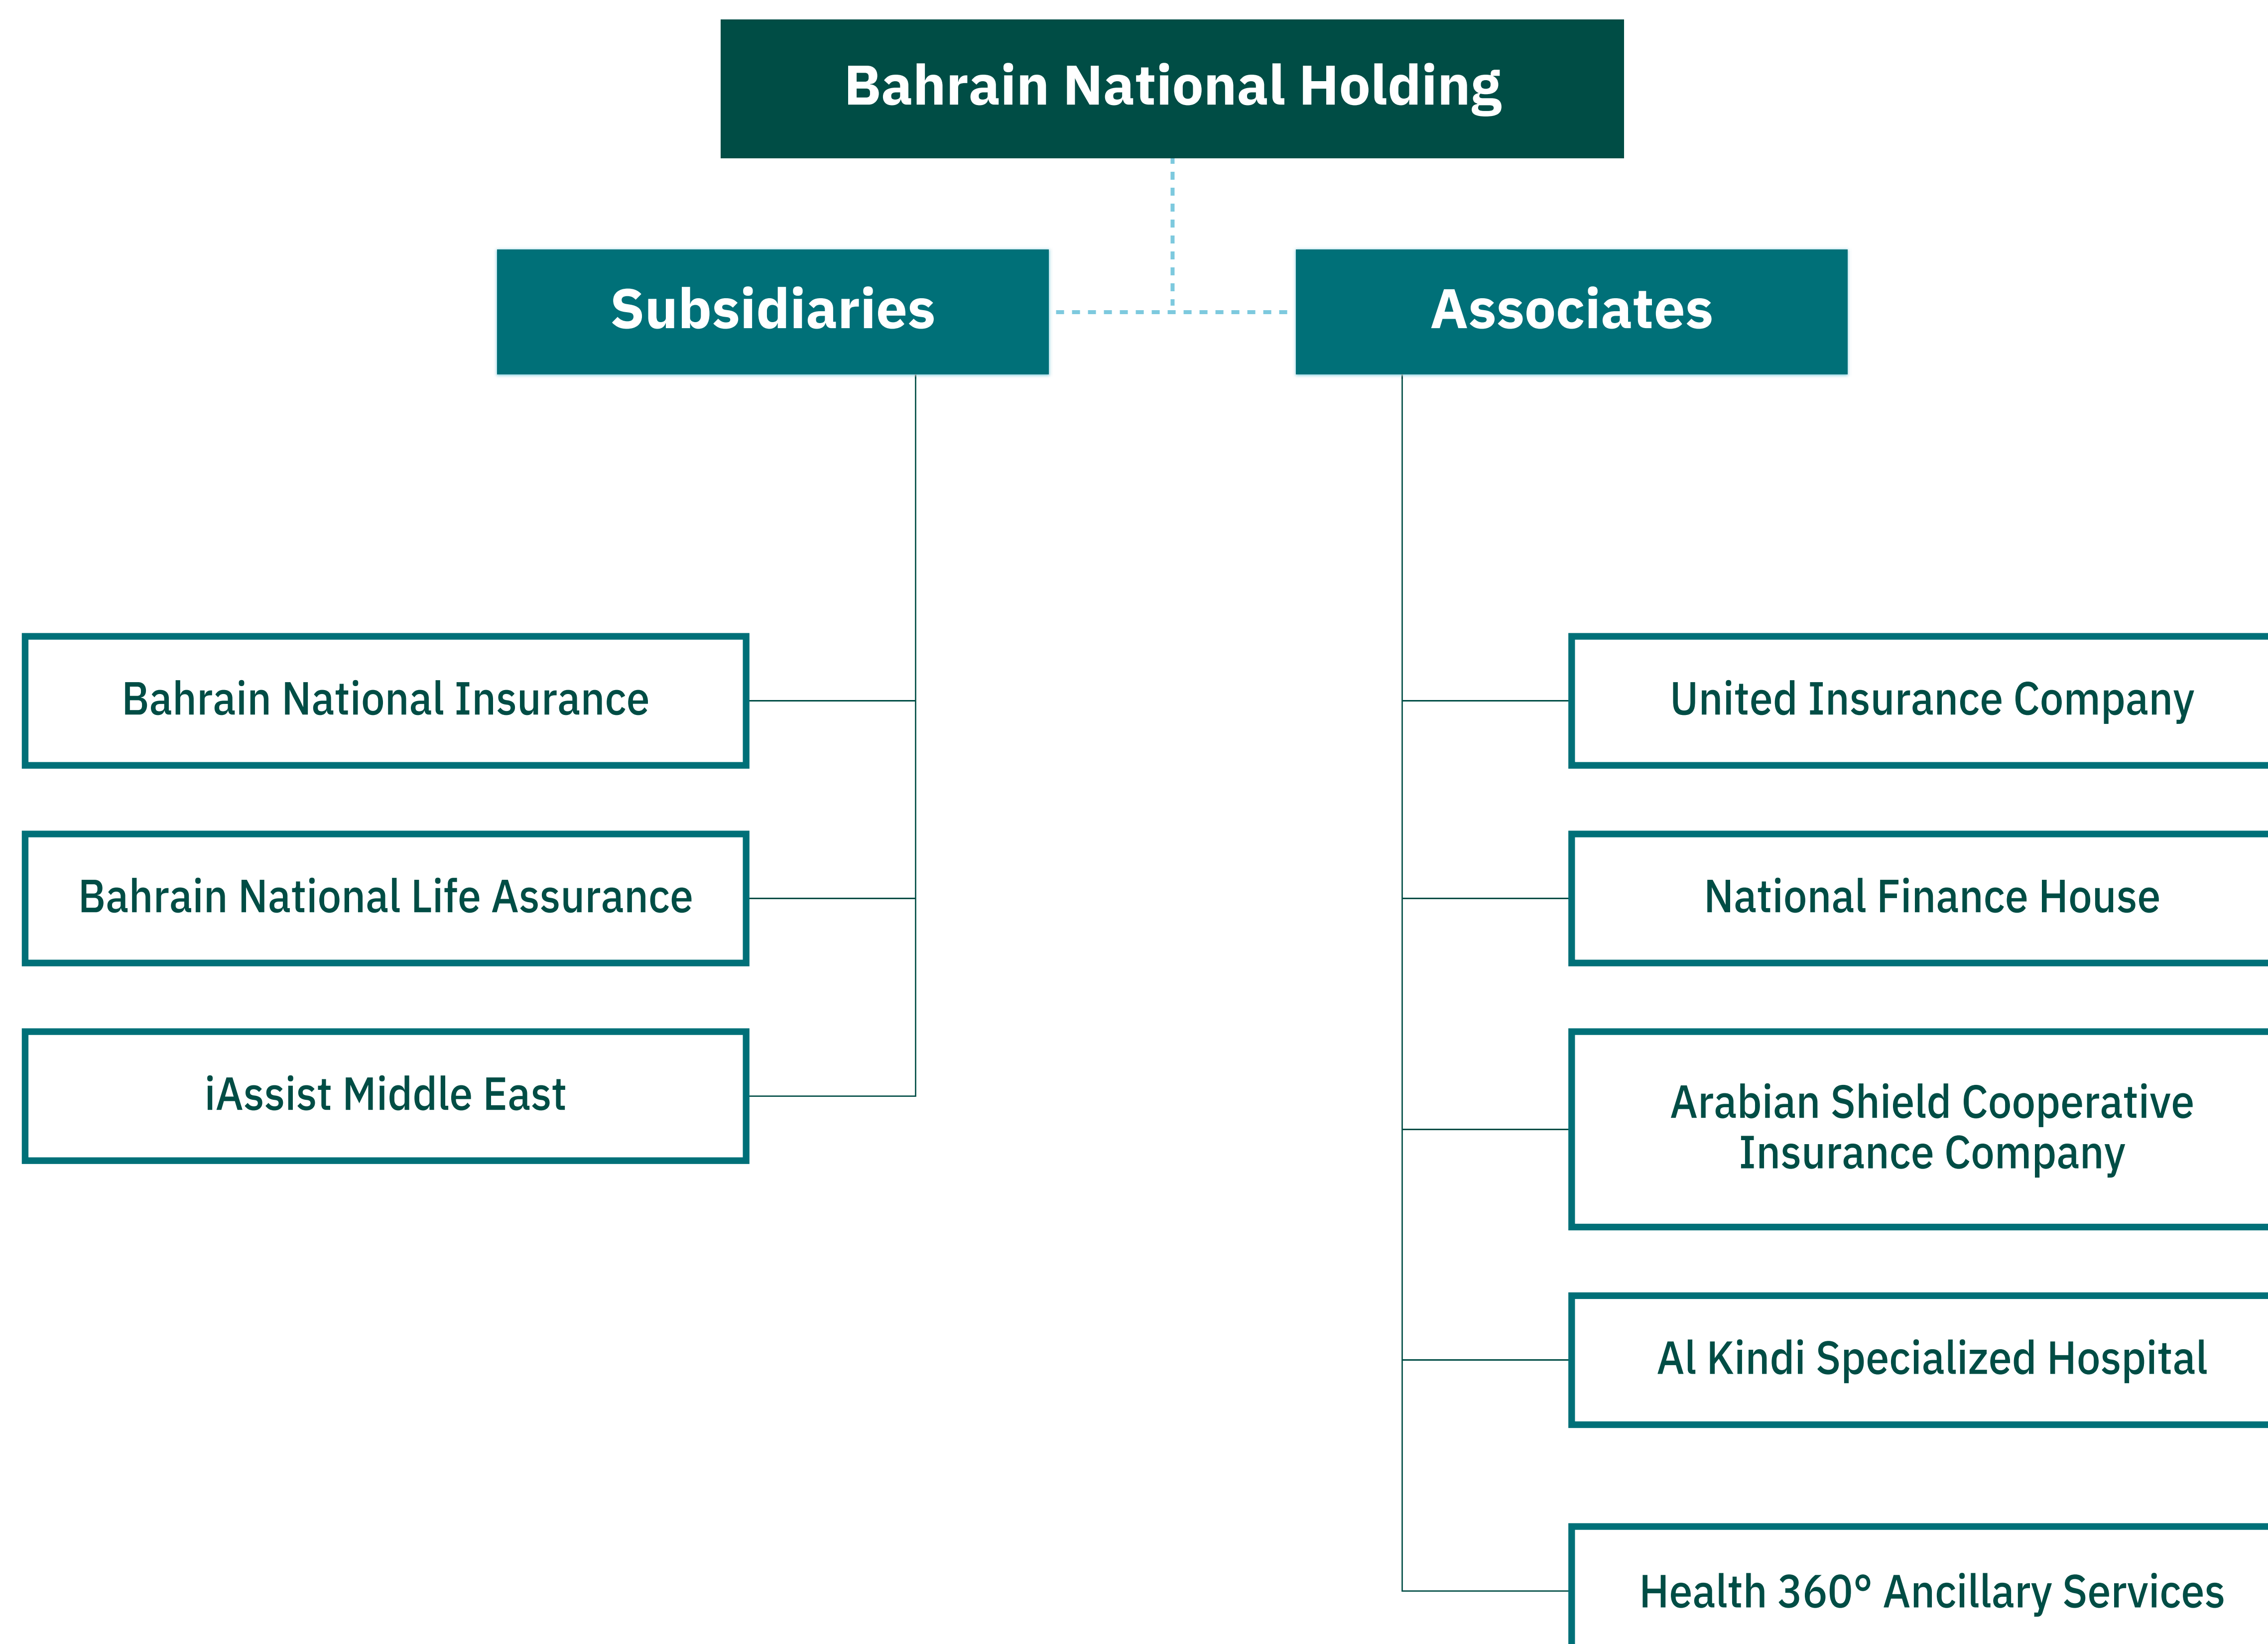 Bahrain National Holding
Subsidiaries
Associates
Bahrain National Insurance
Bahrain National Life Assurance
iAssist Middle East
United Insurance Company
National Finance House
Arabian Shield Cooperative
Insurance Company
Al Kindi Specialized Hospital
Health 360º Ancillary Services